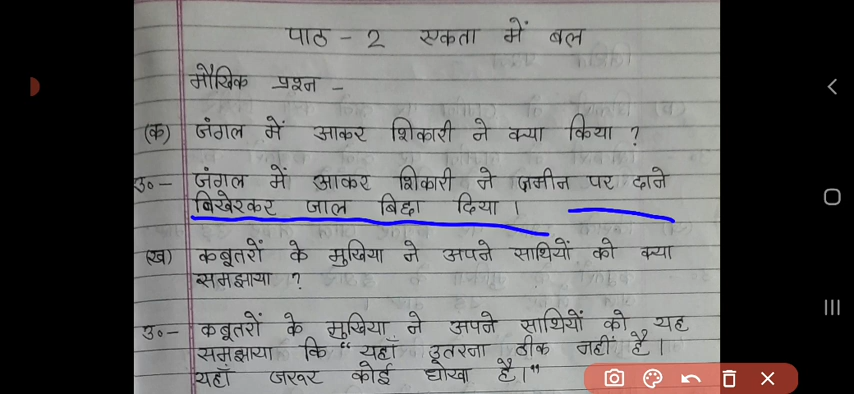 पाठ - 2 एकता में बल
मौखिक प्रश्न -
(क) जंगल में आकर शिकारी ने क्या किया ?
उ०- जंगल में आकर शिकारी ने ज़मीन पर दाने
बिखेरकर जाल बिछा दिया ।
(ख) कबूतरों के मुखिया ने अपने साथियों को क्या
समझाया ?
उ०- कबूतरों के मुखिया ने अपने साथियों को यह
समझाया कि “यहाँ उतरना ठीक नहीं है।
यहाँ जरूर कोई धोखा है।"